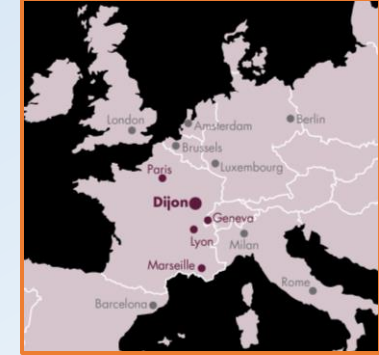 London
Amsterdam
Berlin
Brussels
Luxembourg
Paris
Dijon
Geneva
Lyon
Milan
Marseille
Rome
Barcelona